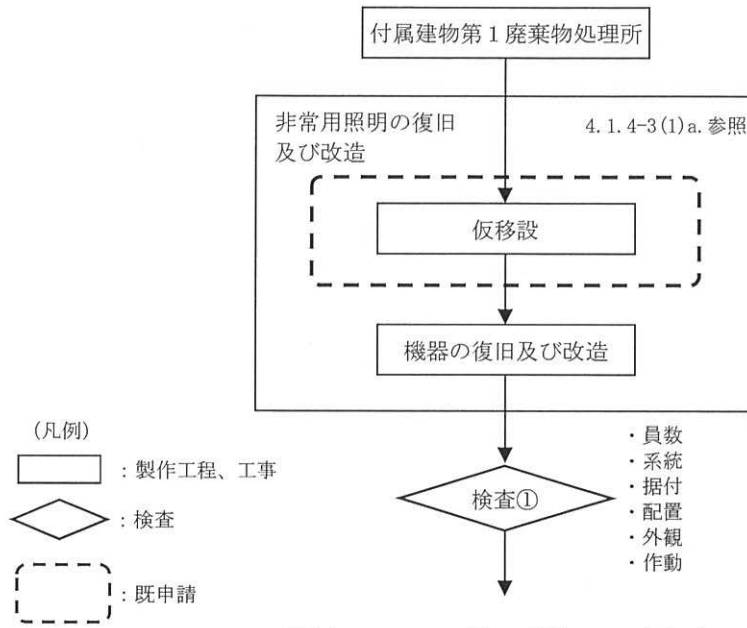 付属建物第1廃棄物処理所
非常用照明の復旧
及び改造
4.1.4-3(1)a.参照
仮移設
機器の復旧及び改造
検査①
・員数
・系統
・据付
・配置
・外観
・作動
(凡例)
：製作工程、工事
：検査
：既申請